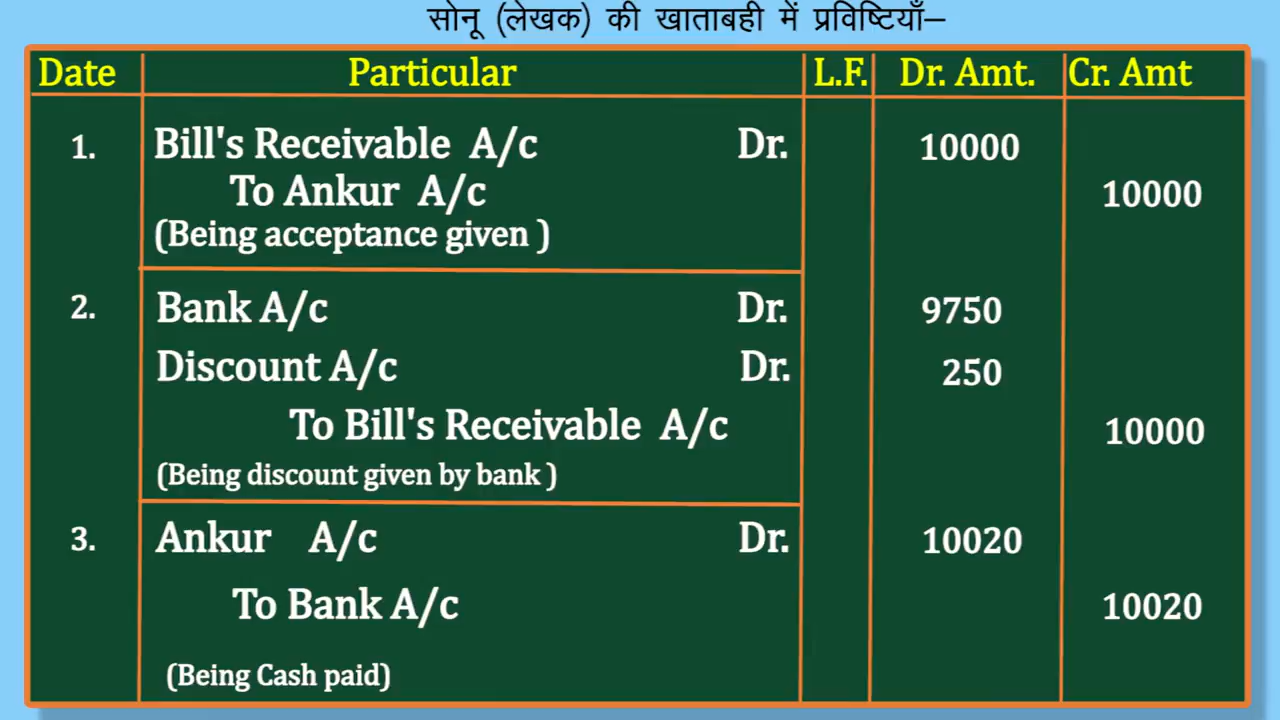 सोनू (लेखक) की खाताबही में प्रविष्टियाँ–
Date Particular L.F. Dr. Amt. Cr. Amt
1. Bill's Receivable A/c Dr. 10000
To Ankur A/c 10000
(Being acceptance given )
2. Bank A/c Dr. 9750
Discount A/c Dr. 250
To Bill's Receivable A/c 10000
(Being discount given by bank )
3. Ankur A/c Dr. 10020
To Bank A/c 10020
(Being Cash paid)